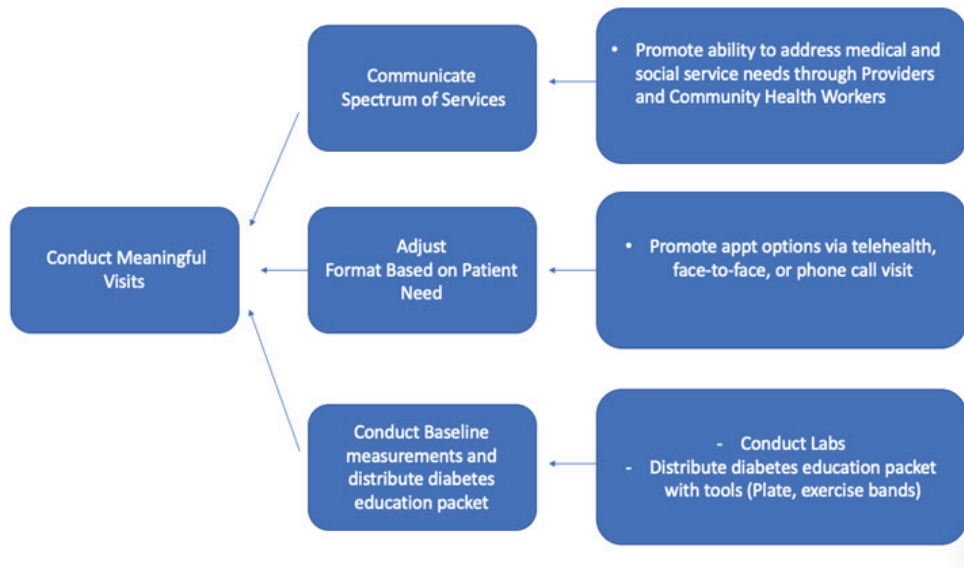 Communicate
Spectrum of Services
• Promote ability to address medical and
social service needs through Providers
and Community Health Workers
Conduct Meaningful
Visits
Adjust
Format Based on Patient
Need
• Promote appt options via telehealth,
face-to-face, or phone call visit
Conduct Baseline
measurements and
distribute diabetes
education packet
- Conduct Labs
- Distribute diabetes education packet
with tools (Plate, exercise bands)